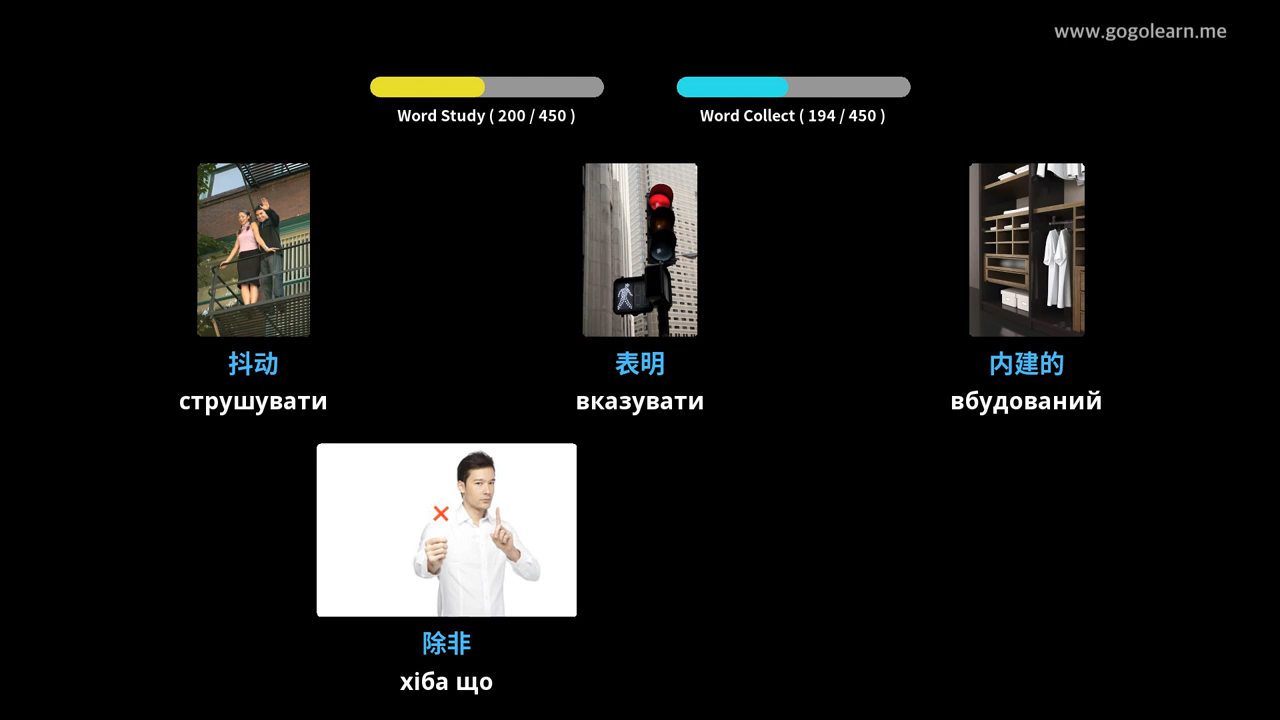 www.gogolearn.me
Word Study ( 200 / 450 )
Word Collect ( 194 / 450 )
抖动
струшувати
表明
вказувати
内建的
вбудований
除非
хіба що